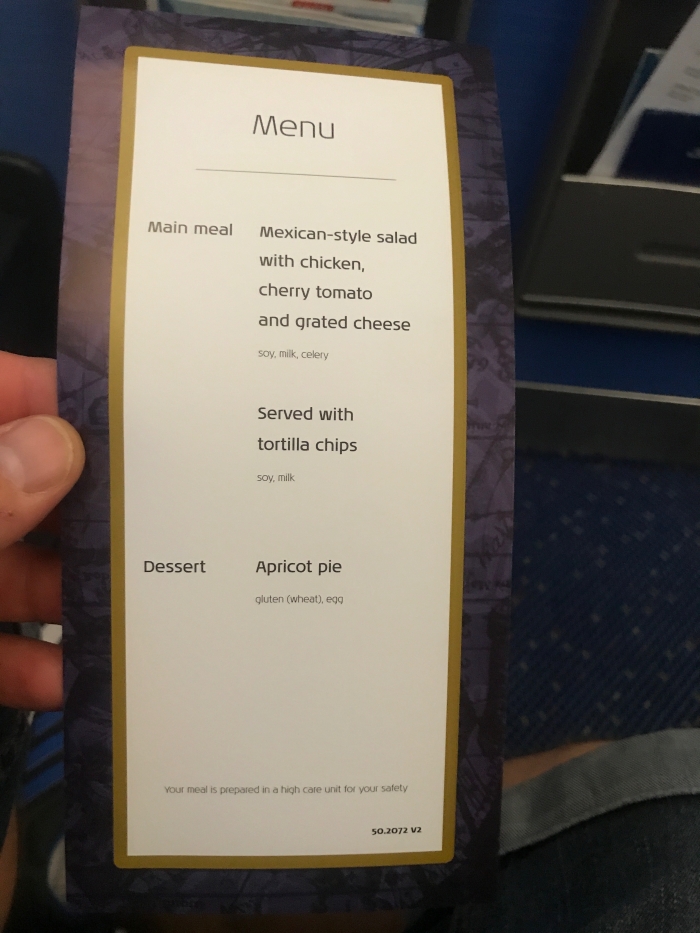 Menu
Main meal
Mexican-style salad
with chicken,
cherry tomato
and grated cheese
soy, milk, celery
Served with
tortilla chips
soy, milk
Dessert
Apricot pie
gluten (wheat), egg
Your meal is prepared in a high care unit for your safety
50.2072 V2